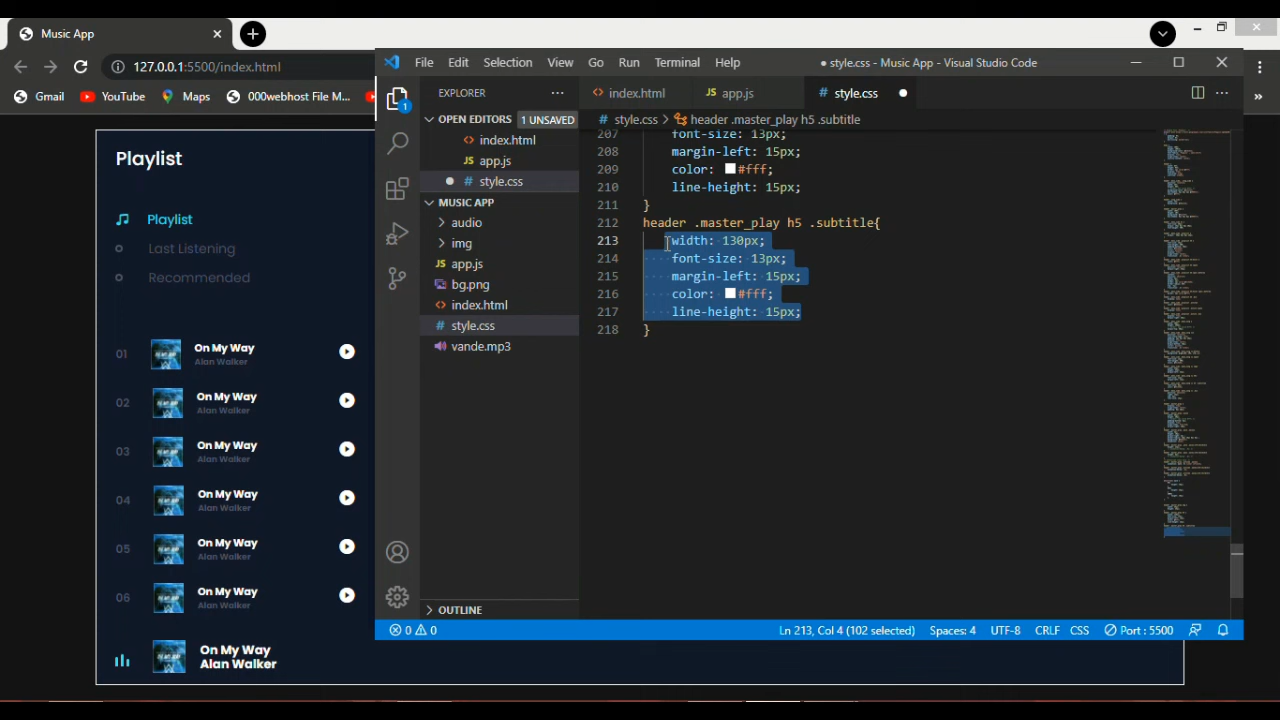 Music App
127.0.0.1:5500/index.html
Gmail
YouTube
Maps
000webhost File M...
Playlist
Playlist
Last Listening
Recommended
01
On My Way
Alan Walker
02
On My Way
Alan Walker
03
On My Way
Alan Walker
04
On My Way
Alan Walker
05
On My Way
Alan Walker
06
On My Way
Alan Walker
On My Way
Alan Walker
File Edit Selection View Go Run Terminal Help
● style.css - Music App - Visual Studio Code
EXPLORER
index.html
app.js
style.css
OPEN EDITORS 1 UNSAVED
index.html
app.js
style.css
MUSIC APP
audio
img
app.js
bg.png
index.html
style.css
vande.mp3
OUTLINE
1
style.css > header .master_play h5 .subtitle
207 font-size: 13px;
208 margin-left: 15px;
209 color: #fff;
210 line-height: 15px;
211 }
212 header .master_play h5 .subtitle{
213 width: 130px;
214 font-size: 13px;
215 margin-left: 15px;
216 color: #fff;
217 line-height: 15px;
218 }
0 0
Ln 213, Col 4 (102 selected)
Spaces: 4
UTF-8
CRLF
CSS
Port : 5500